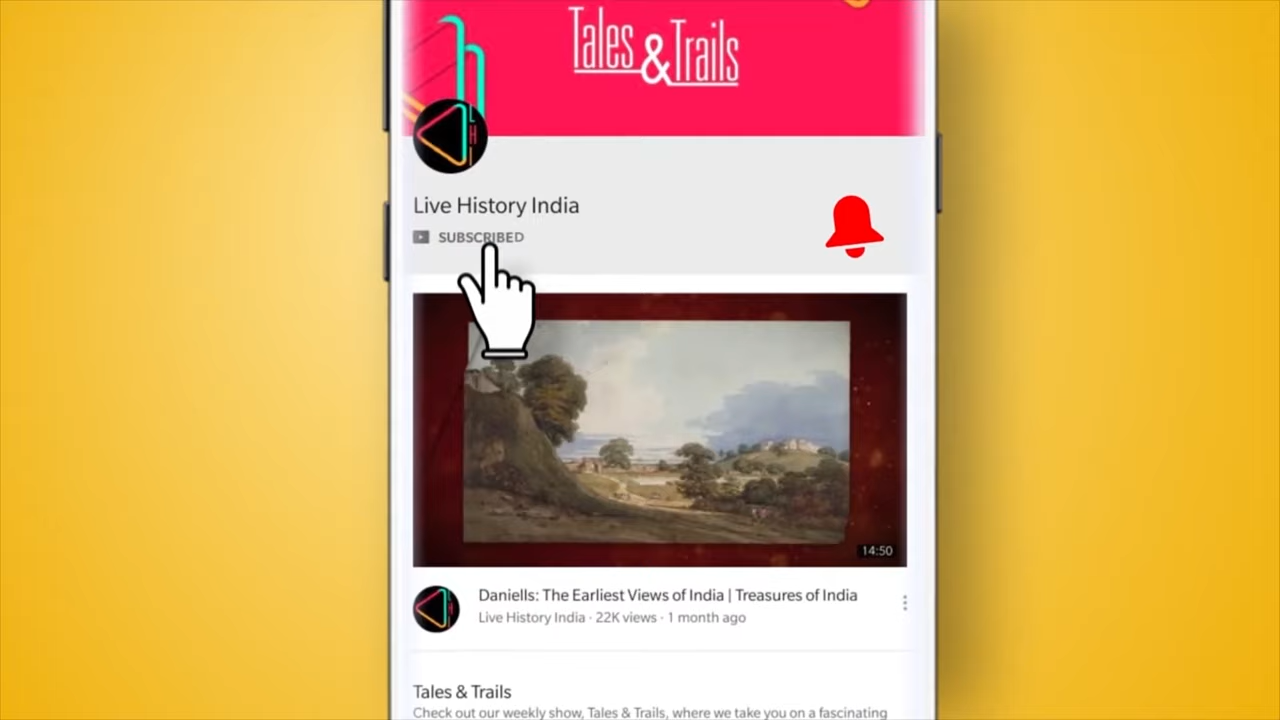 Tales & Trails
Live History India
SUBSCRIBED
14:50
Daniells: The Earliest Views of India | Treasures of India
Live History India · 22K views · 1 month ago
Tales & Trails
Check out our weekly show, Tales & Trails, where we take you on a fascinating